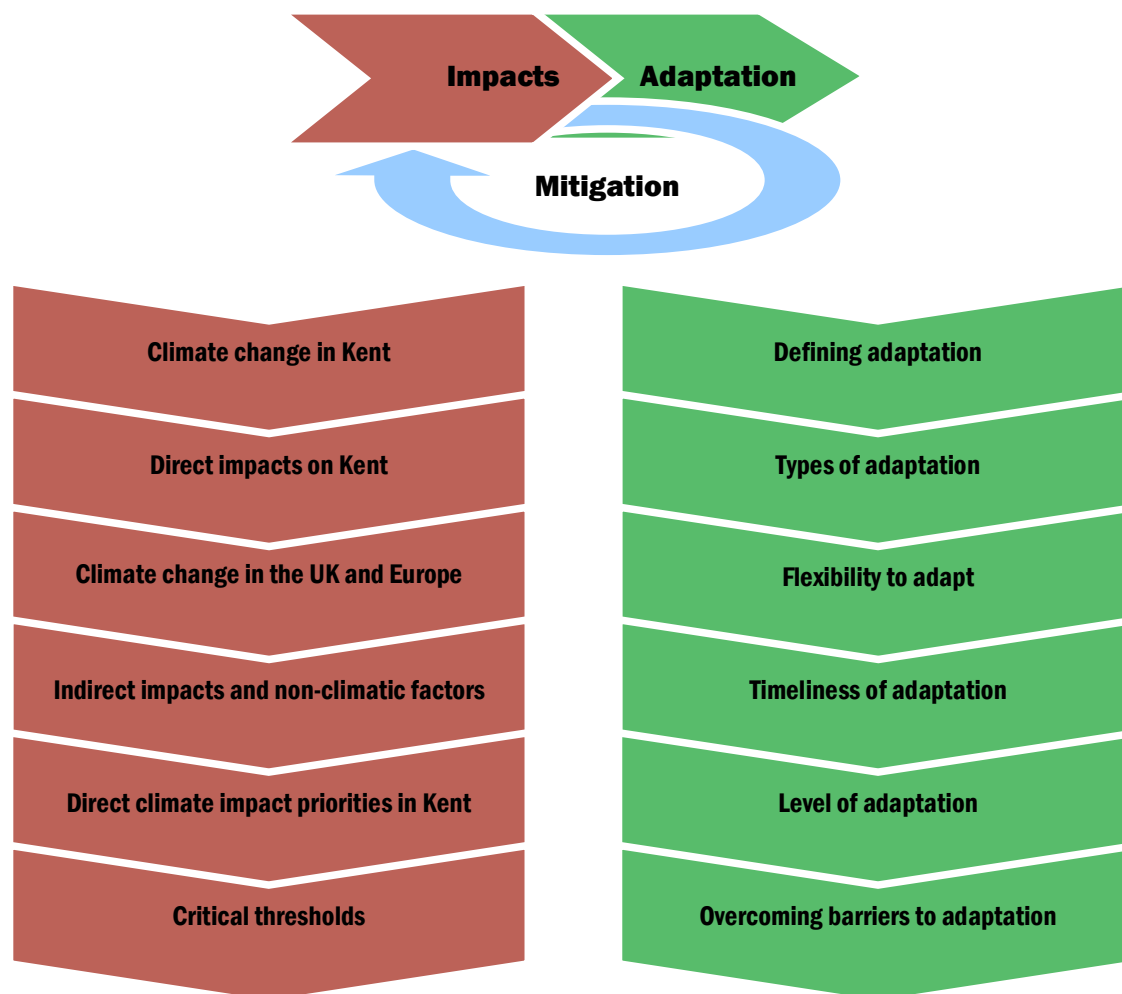 Impacts
Adaptation
Mitigation
Climate change in Kent
Direct impacts on Kent
Climate change in the UK and Europe
Indirect impacts and non-climatic factors
Direct climate impact priorities in Kent
Critical thresholds
Defining adaptation
Types of adaptation
Flexibility to adapt
Timeliness of adaptation
Level of adaptation
Overcoming barriers to adaptation